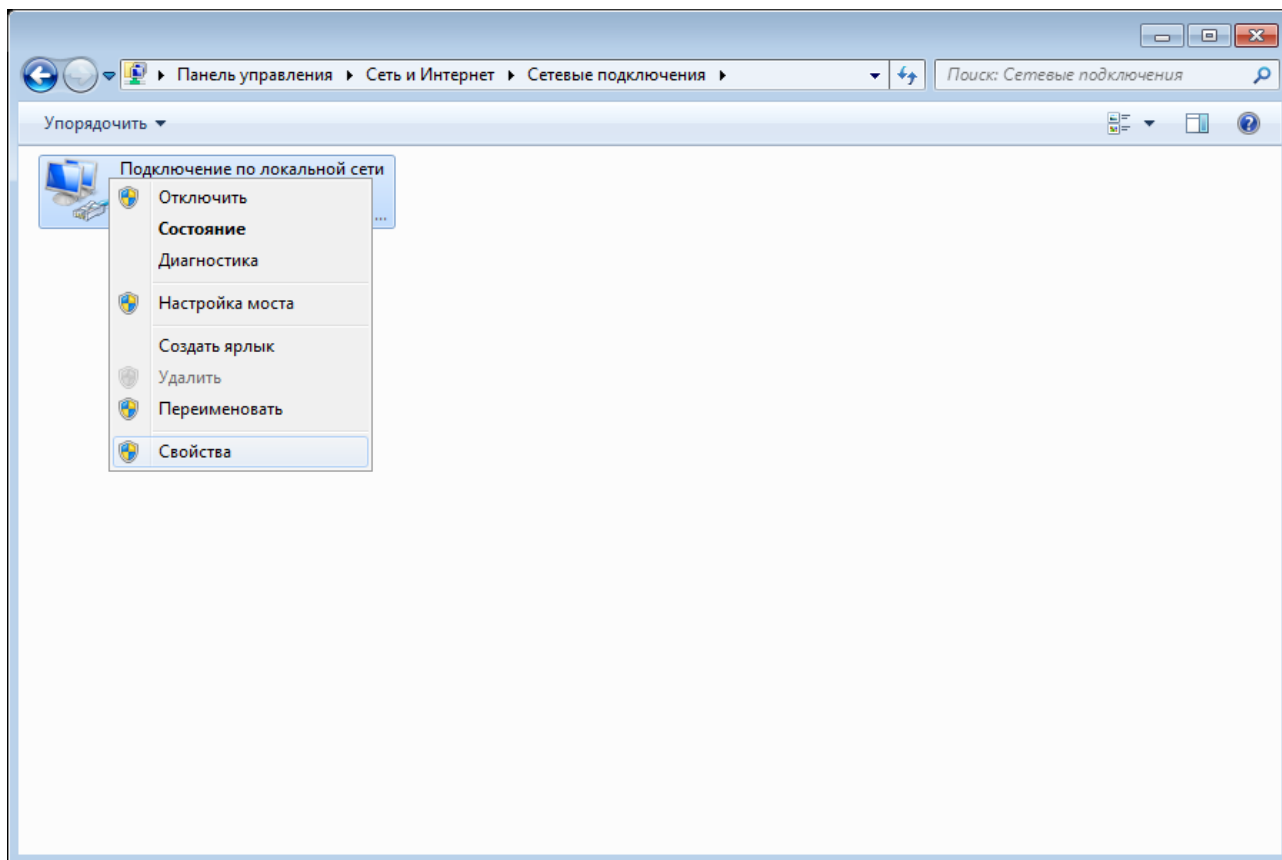 Панель управления ▸ Сеть и Интернет ▸ Сетевые подключения ▸ Поиск: Сетевые подключения
Упорядочить
Подключение по локальной сети
...
Отключить
Состояние
Диагностика
Настройка моста
Создать ярлык
Удалить
Переименовать
Свойства